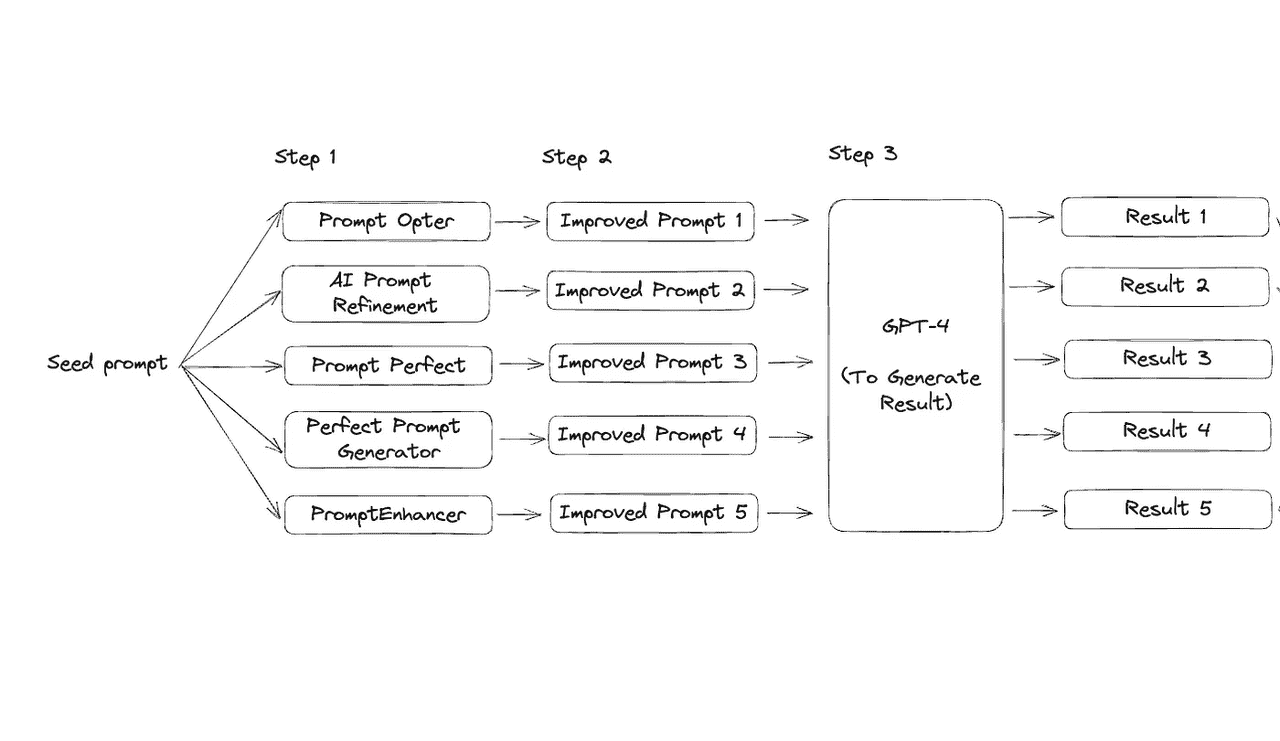 Step 1
Step 2
Step 3
Seed prompt
Prompt Opter
Improved Prompt 1
Result 1
AI Prompt
Refinement
Improved Prompt 2
Result 2
Prompt Perfect
Improved Prompt 3
Result 3
Perfect Prompt
Generator
Improved Prompt 4
Result 4
PromptEnhancer
Improved Prompt 5
Result 5
GPT-4
(To Generate
Result)